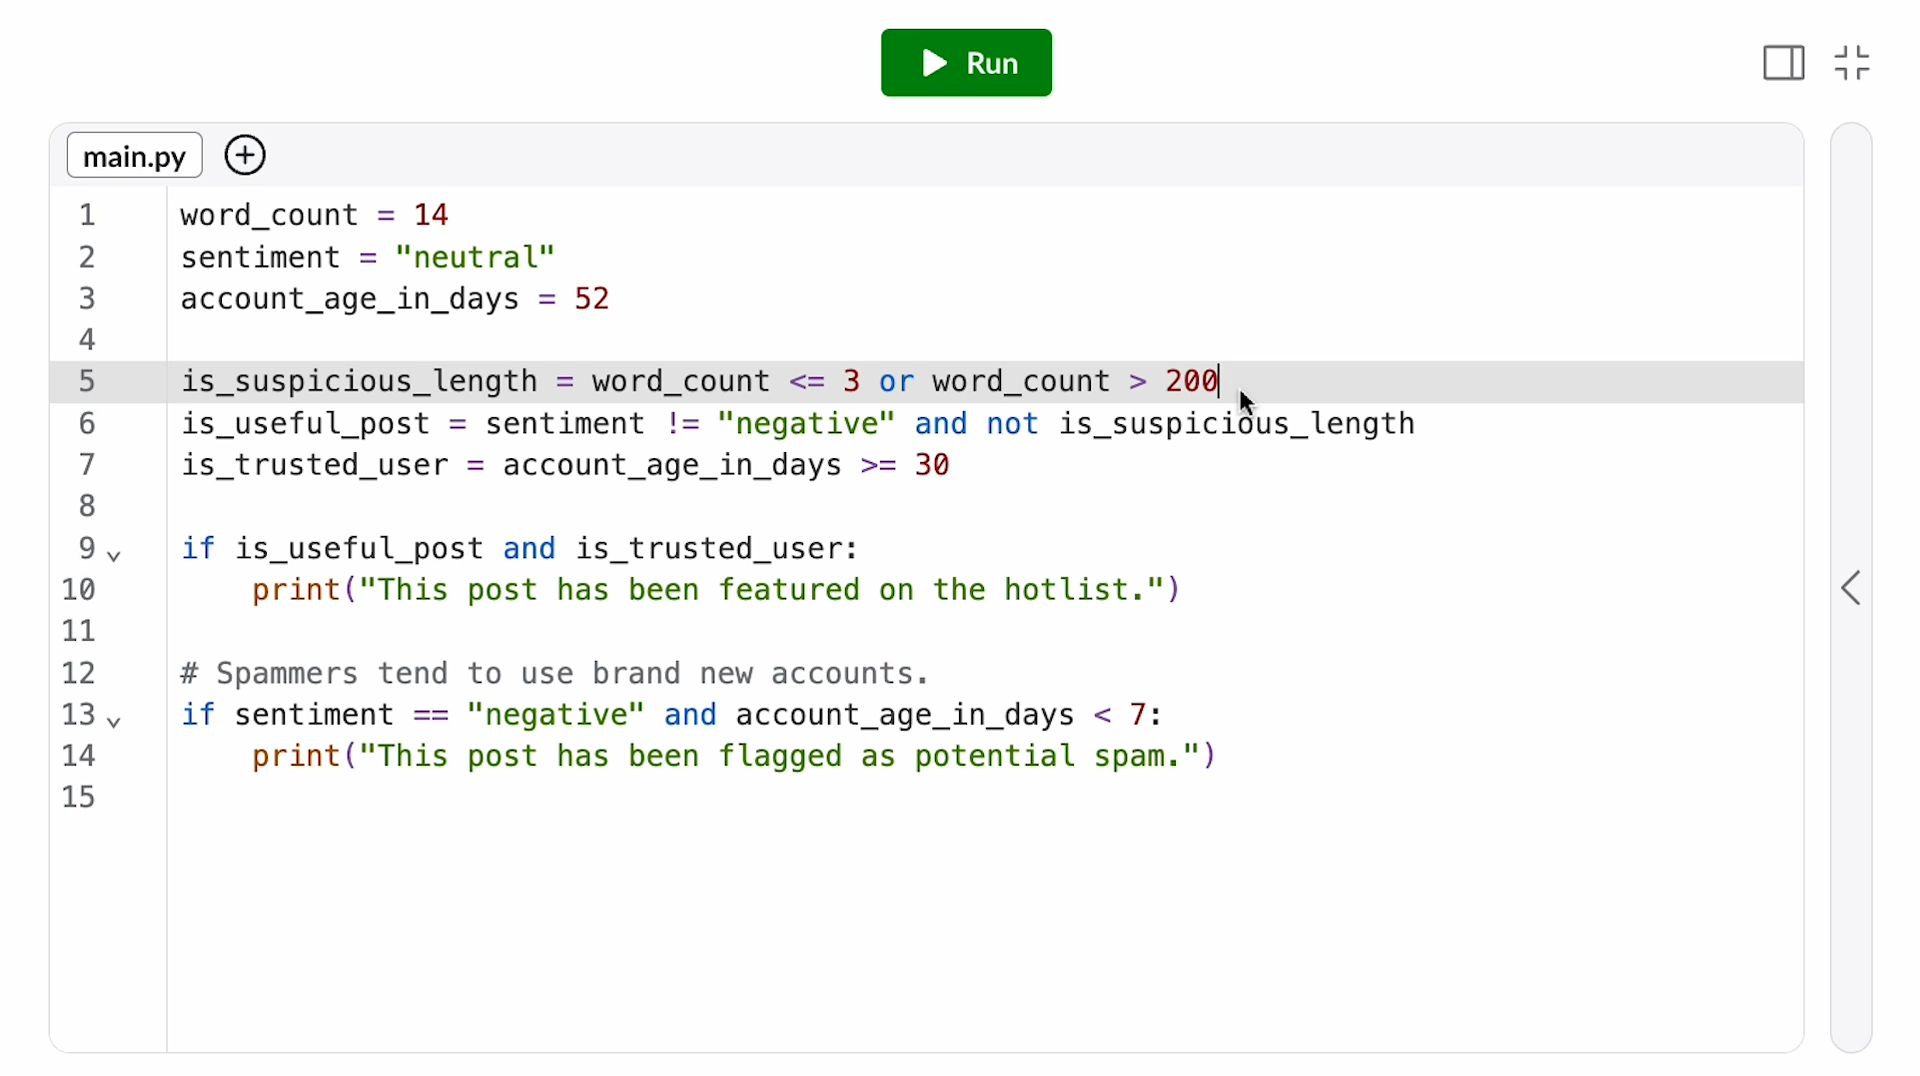 Run
main.py
1 word_count = 14
2 sentiment = "neutral"
3 account_age_in_days = 52
4
5 is_suspicious_length = word_count <= 3 or word_count > 200
6 is_useful_post = sentiment != "negative" and not is_suspicious_length
7 is_trusted_user = account_age_in_days >= 30
8
9 if is_useful_post and is_trusted_user:
10     print("This post has been featured on the hotlist.")
11
12 # Spammers tend to use brand new accounts.
13 if sentiment == "negative" and account_age_in_days < 7:
14     print("This post has been flagged as potential spam.")
15